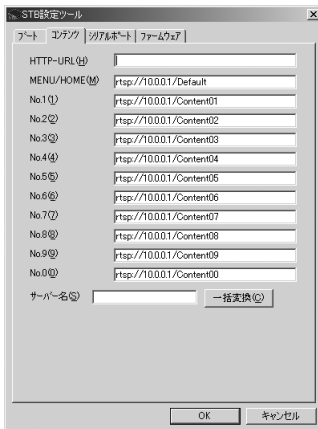 STB設定ツール
ブート コンテンツ シリアルポート ファームウェア
HTTP-URL(H)
MENU/HOME(M) rtsp://10.0.0.1/Default
No.1(1) rtsp://10.0.0.1/Content01
No.2(2) rtsp://10.0.0.1/Content02
No.3(3) rtsp://10.0.0.1/Content03
No.4(4) rtsp://10.0.0.1/Content04
No.5(5) rtsp://10.0.0.1/Content05
No.6(6) rtsp://10.0.0.1/Content06
No.7(7) rtsp://10.0.0.1/Content07
No.8(8) rtsp://10.0.0.1/Content08
No.9(9) rtsp://10.0.0.1/Content09
No.0(0) rtsp://10.0.0.1/Content00
サーバー名(S) 一括変換(C)
OK キャンセル